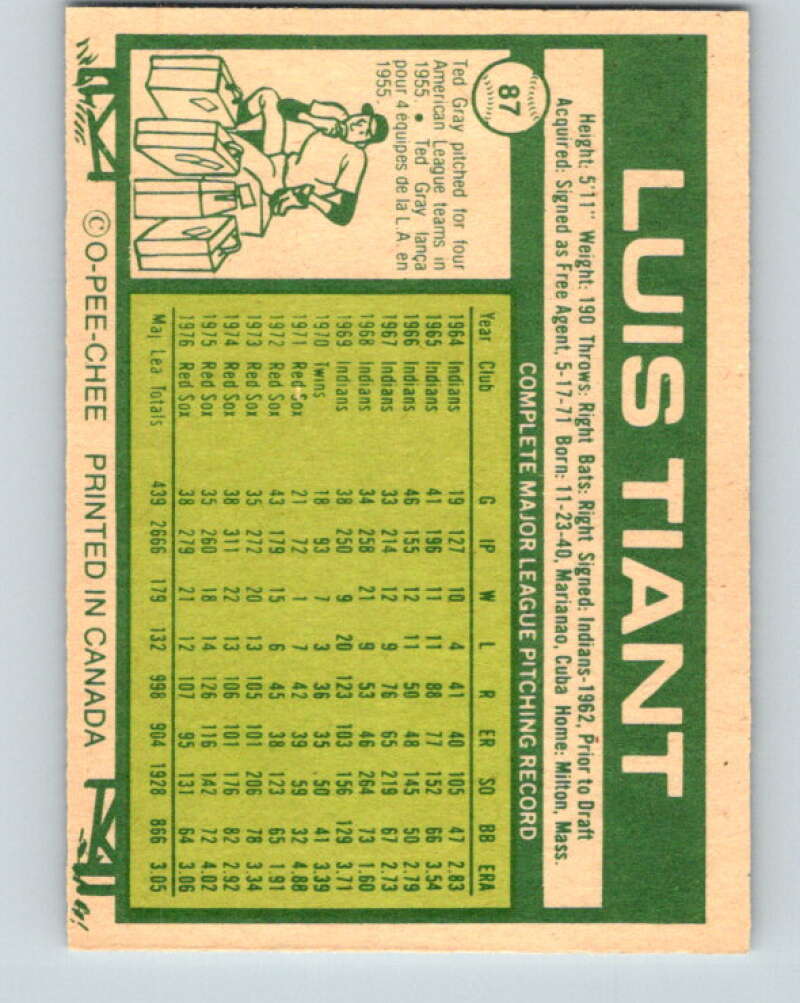 LUIS TIANT
Height: 5'11" Weight: 190 Throws: Right Bats: Right Signed: Indians-1962, Prior to Draft
Acquired: Signed as Free Agent, 5-17-71 Born: 11-23-40, Marianao, Cuba Home: Milton, Mass.
87
Ted Gray pitched for four
American League teams in
1955. • Ted Gray lança
pour 4 équipes de la L.A. en
1955.
COMPLETE MAJOR LEAGUE PITCHING RECORD
Year Club G IP W L R ER SO BB ERA
1964 Indians 19 127 10 4 41 40 105 47 2.83
1965 Indians 41 196 11 11 88 77 152 66 3.54
1966 Indians 46 155 12 11 50 48 145 50 2.79
1967 Indians 33 214 12 9 76 65 219 67 2.73
1968 Indians 34 258 21 9 53 46 264 73 1.60
1969 Indians 38 250 9 20 123 103 156 129 3.71
1970 Twins 18 93 7 3 36 35 50 41 3.39
1971 Red Sox 21 72 1 7 42 39 59 32 4.88
1972 Red Sox 43 179 15 6 45 38 123 65 1.91
1973 Red Sox 35 272 20 13 105 101 206 78 3.34
1974 Red Sox 38 311 22 13 106 101 176 82 2.92
1975 Red Sox 35 260 18 14 126 116 142 72 4.02
1976 Red Sox 38 279 21 12 107 95 131 64 3.06
Maj. Lea Totals 439 2666 179 132 998 904 1928 866 3.05
©O-PEE-CHEE PRINTED IN CANADA